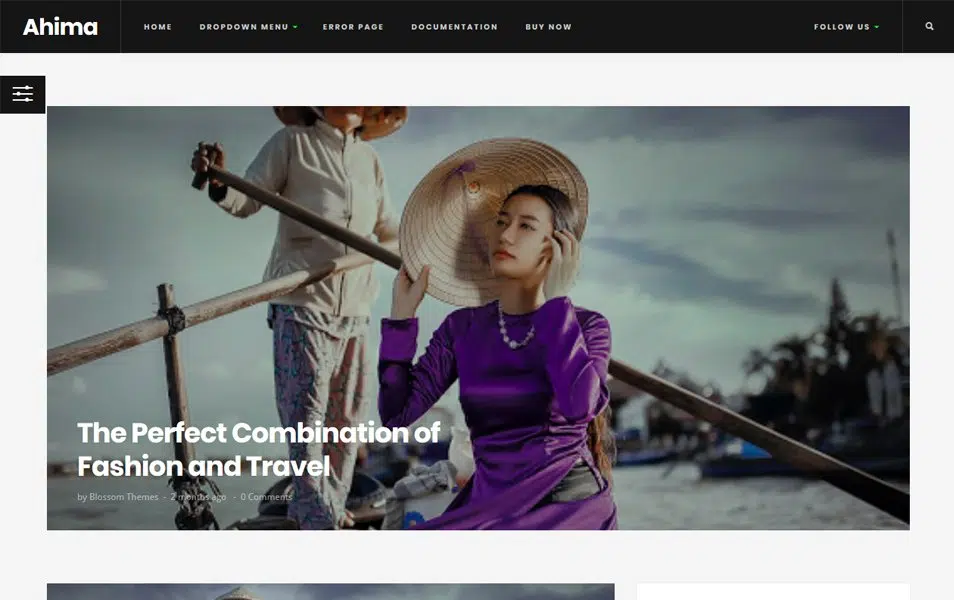 Ahima
HOME
DROPDOWN MENU
ERROR PAGE
DOCUMENTATION
BUY NOW
FOLLOW US
The Perfect Combination of
Fashion and Travel
by Blossom Themes - 2 months ago - 0 Comments